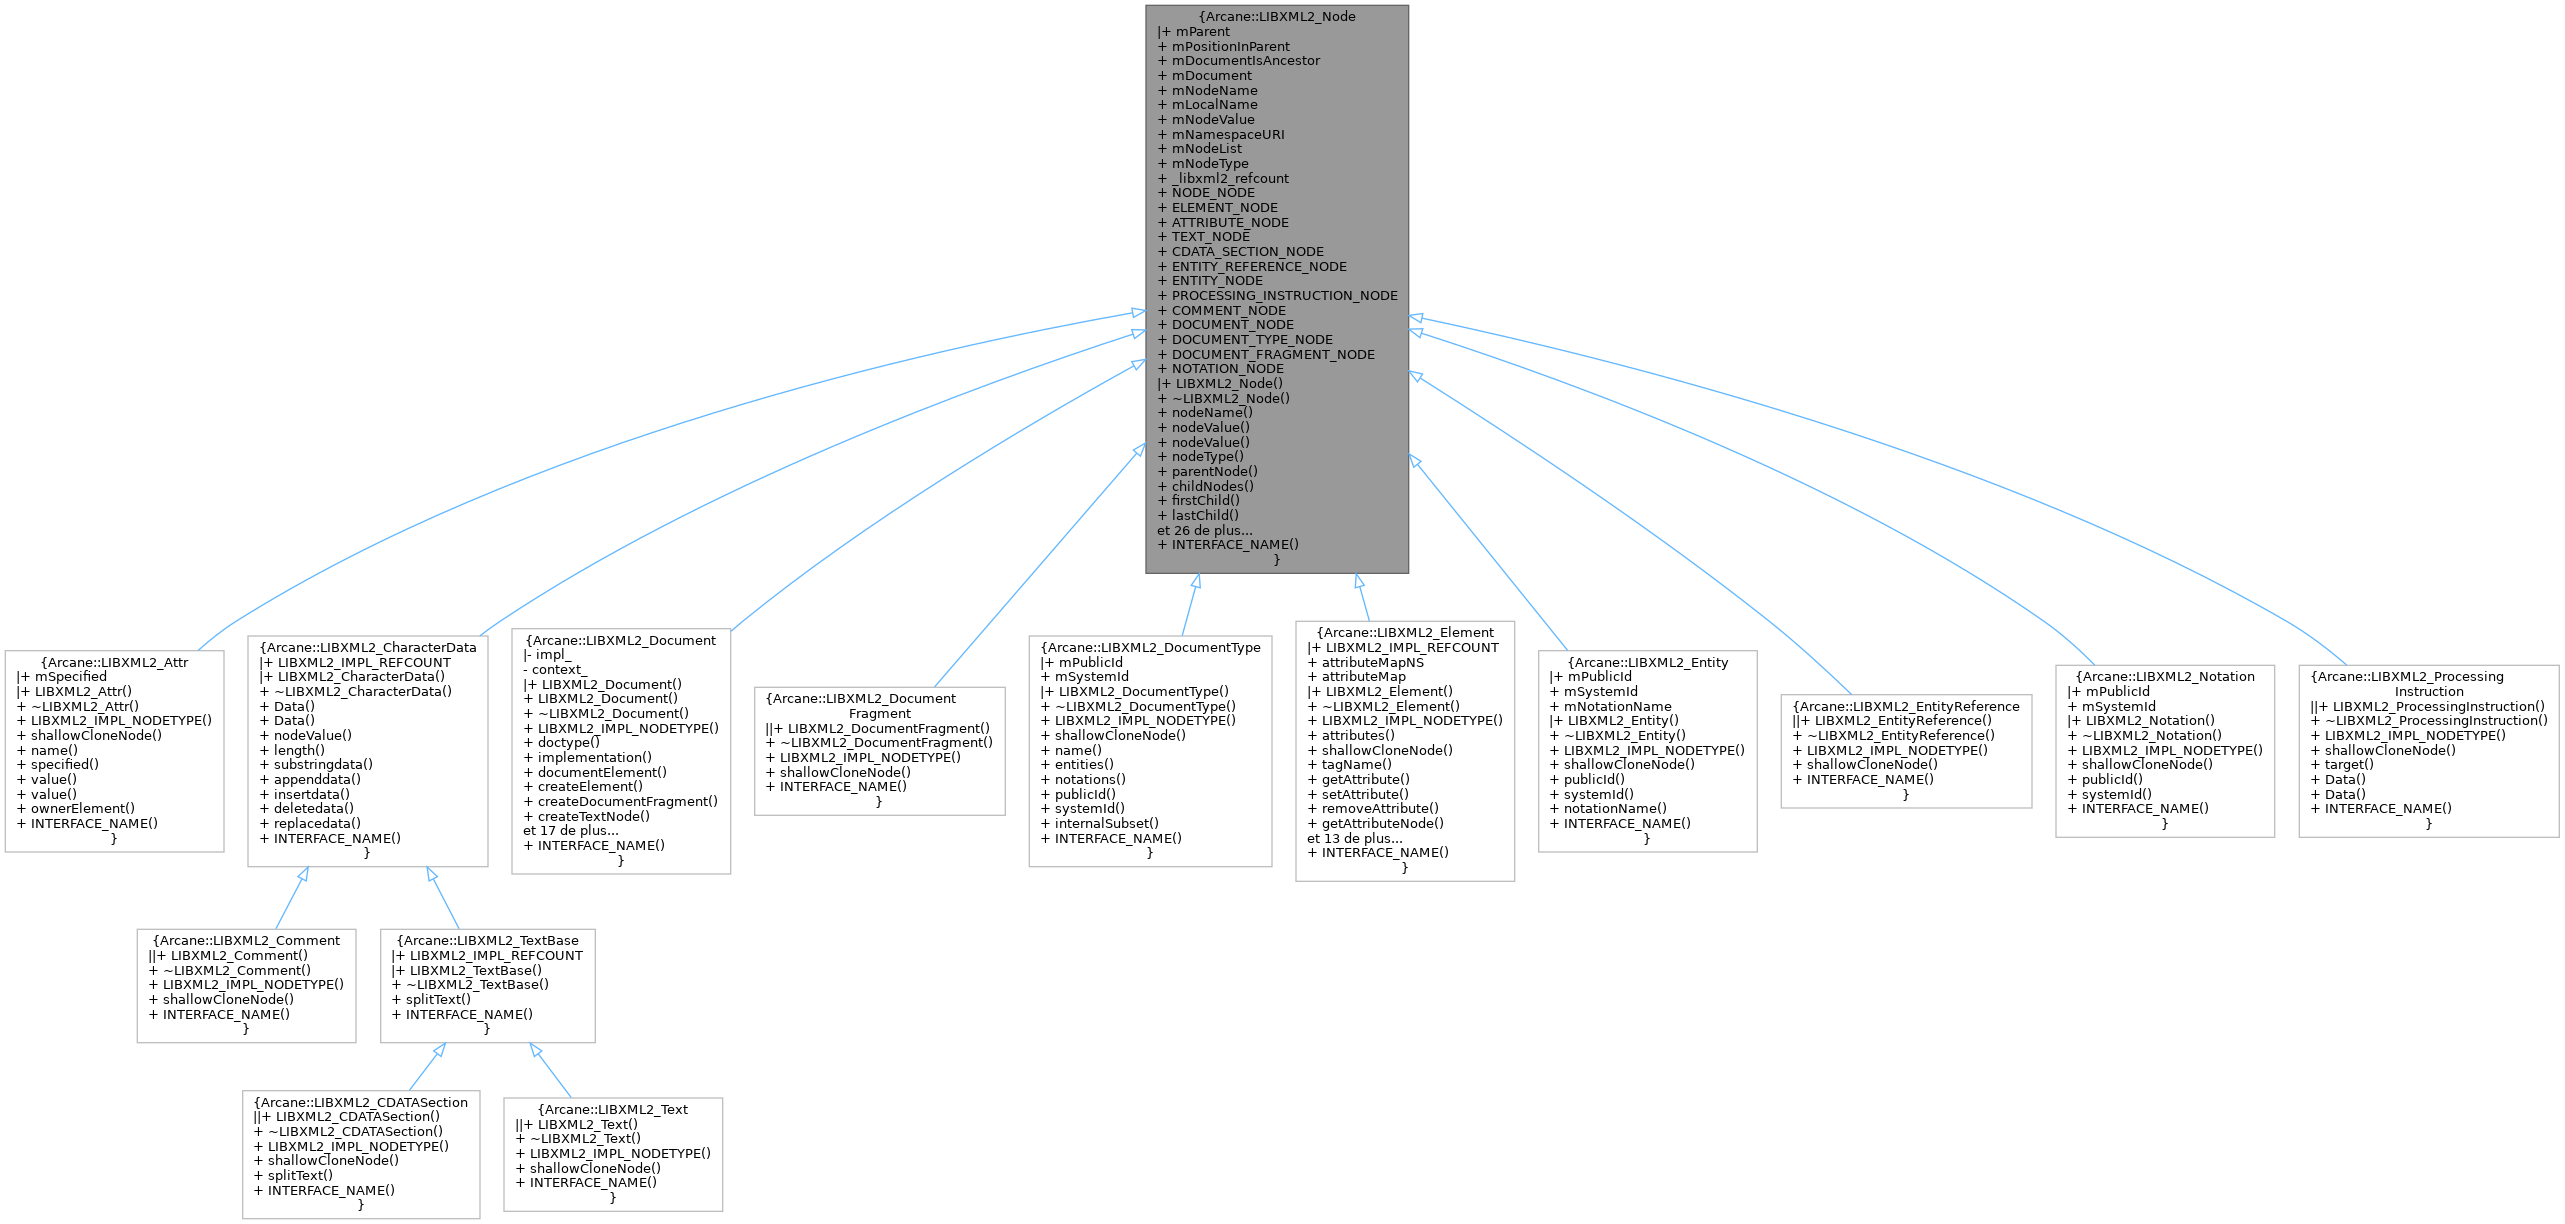 {Arcane::LIBXML2_Node
|+ mParent
+ mPositionInParent
+ mDocumentIsAncestor
+ mDocument
+ mNodeName
+ mLocalName
+ mNodeValue
+ mNamespaceURI
+ mNodeList
+ mNodeType
+ _libxml2_refcount
+ NODE_NODE
+ ELEMENT_NODE
+ ATTRIBUTE_NODE
+ TEXT_NODE
+ CDATA_SECTION_NODE
+ ENTITY_REFERENCE_NODE
+ ENTITY_NODE
+ PROCESSING_INSTRUCTION_NODE
+ COMMENT_NODE
+ DOCUMENT_NODE
+ DOCUMENT_TYPE_NODE
+ DOCUMENT_FRAGMENT_NODE
+ NOTATION_NODE
|+ LIBXML2_Node()
+ ~LIBXML2_Node()
+ nodeName()
+ nodeValue()
+ nodeValue()
+ nodeType()
+ parentNode()
+ childNodes()
+ firstChild()
+ lastChild()
et 26 de plus...
+ INTERFACE_NAME()
}
{Arcane::LIBXML2_Attr
|+ mSpecified
|+ LIBXML2_Attr()
+ ~LIBXML2_Attr()
+ LIBXML2_IMPL_NODETYPE()
+ shallowCloneNode()
+ name()
+ specified()
+ value()
+ value()
+ ownerElement()
+ INTERFACE_NAME()
}
{Arcane::LIBXML2_CharacterData
|+ LIBXML2_IMPL_REFCOUNT
|+ LIBXML2_CharacterData()
+ ~LIBXML2_CharacterData()
+ Data()
+ Data()
+ nodeValue()
+ length()
+ substringdata()
+ appenddata()
+ insertdata()
+ deletedata()
+ replacedata()
+ INTERFACE_NAME()
}
{Arcane::LIBXML2_Document
|- impl_
- context_
|+ LIBXML2_Document()
+ LIBXML2_Document()
+ ~LIBXML2_Document()
+ LIBXML2_IMPL_NODETYPE()
+ doctype()
+ implementation()
+ documentElement()
+ createElement()
+ createDocumentFragment()
+ createTextNode()
et 17 de plus...
+ INTERFACE_NAME()
}
{Arcane::LIBXML2_Document
Fragment
||+ LIBXML2_DocumentFragment()
+ ~LIBXML2_DocumentFragment()
+ LIBXML2_IMPL_NODETYPE()
+ shallowCloneNode()
+ INTERFACE_NAME()
}
{Arcane::LIBXML2_DocumentType
|+ mPublicId
+ mSystemId
|+ LIBXML2_DocumentType()
+ ~LIBXML2_DocumentType()
+ LIBXML2_IMPL_NODETYPE()
+ shallowCloneNode()
+ name()
+ entities()
+ notations()
+ publicId()
+ systemId()
+ internalSubset()
+ INTERFACE_NAME()
}
{Arcane::LIBXML2_Element
|+ LIBXML2_IMPL_REFCOUNT
+ attributeMapNS
+ attributeMap
|+ LIBXML2_Element()
+ ~LIBXML2_Element()
+ LIBXML2_IMPL_NODETYPE()
+ attributes()
+ shallowCloneNode()
+ tagName()
+ getAttribute()
+ setAttribute()
+ removeAttribute()
+ getAttributeNode()
et 13 de plus...
+ INTERFACE_NAME()
}
{Arcane::LIBXML2_Entity
|+ mPublicId
+ mSystemId
+ mNotationName
|+ LIBXML2_Entity()
+ ~LIBXML2_Entity()
+ LIBXML2_IMPL_NODETYPE()
+ shallowCloneNode()
+ publicId()
+ systemId()
+ notationName()
+ INTERFACE_NAME()
}
{Arcane::LIBXML2_EntityReference
||+ LIBXML2_EntityReference()
+ ~LIBXML2_EntityReference()
+ LIBXML2_IMPL_NODETYPE()
+ shallowCloneNode()
+ INTERFACE_NAME()
}
{Arcane::LIBXML2_Notation
|+ mPublicId
+ mSystemId
|+ LIBXML2_Notation()
+ ~LIBXML2_Notation()
+ LIBXML2_IMPL_NODETYPE()
+ shallowCloneNode()
+ publicId()
+ systemId()
+ INTERFACE_NAME()
}
{Arcane::LIBXML2_Processing
Instruction
||+ LIBXML2_ProcessingInstruction()
+ ~LIBXML2_ProcessingInstruction()
+ LIBXML2_IMPL_NODETYPE()
+ shallowCloneNode()
+ target()
+ Data()
+ Data()
+ INTERFACE_NAME()
}
{Arcane::LIBXML2_Comment
||+ LIBXML2_Comment()
+ ~LIBXML2_Comment()
+ LIBXML2_IMPL_NODETYPE()
+ shallowCloneNode()
+ INTERFACE_NAME()
}
{Arcane::LIBXML2_TextBase
|+ LIBXML2_IMPL_REFCOUNT
|+ LIBXML2_TextBase()
+ ~LIBXML2_TextBase()
+ splitText()
+ INTERFACE_NAME()
}
{Arcane::LIBXML2_CDATASection
||+ LIBXML2_CDATASection()
+ ~LIBXML2_CDATASection()
+ LIBXML2_IMPL_NODETYPE()
+ shallowCloneNode()
+ splitText()
+ INTERFACE_NAME()
}
{Arcane::LIBXML2_Text
||+ LIBXML2_Text()
+ ~LIBXML2_Text()
+ LIBXML2_IMPL_NODETYPE()
+ shallowCloneNode()
+ INTERFACE_NAME()
}